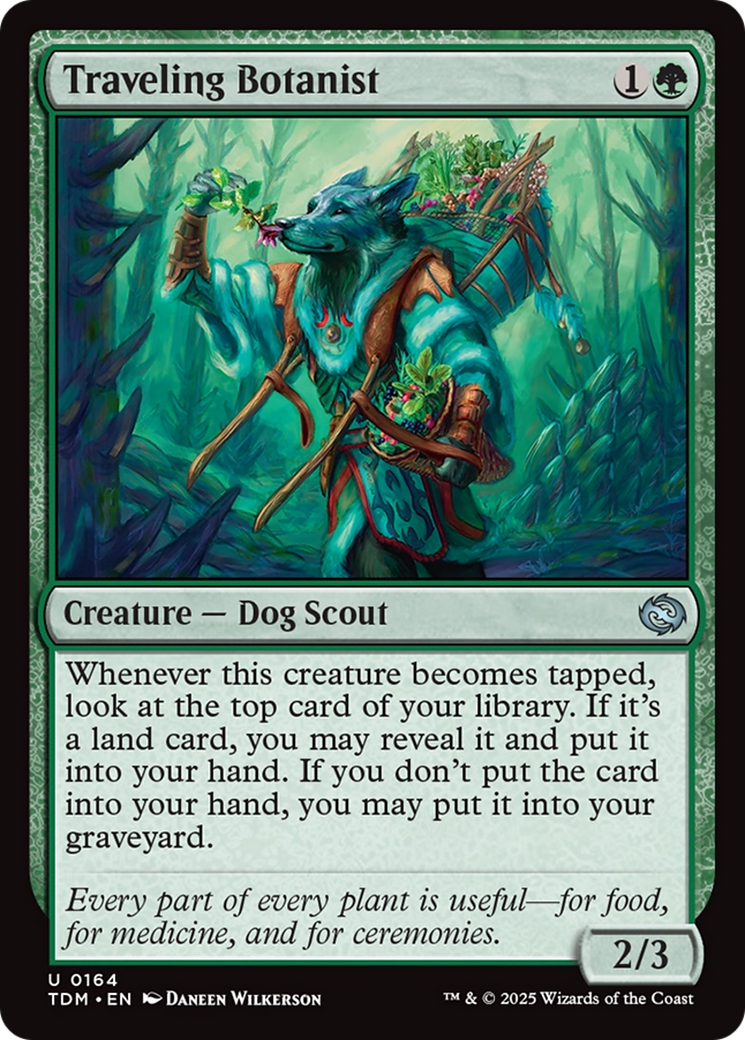 Traveling Botanist 1
Creature — Dog Scout
Whenever this creature becomes tapped,
look at the top card of your library. If it's
a land card, you may reveal it and put it
into your hand. If you don't put the card
into your hand, you may put it into your
graveyard.
Every part of every plant is useful—for food,
for medicine, and for ceremonies.
2/3
U 0164
TDM • EN Daneen Wilkerson ™ & © 2025 Wizards of the Coast